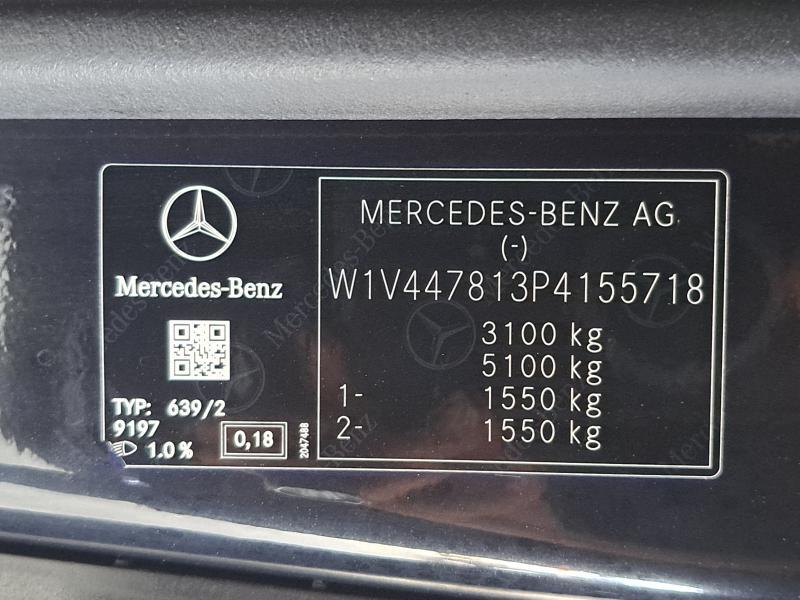 Mercedes-Benz
TYP: 639/2
9197
1.0 %
0,18
2047488
MERCEDES-BENZ AG
(-)
W1V447813P4155718
3100 kg
5100 kg
1- 1550 kg
2- 1550 kg